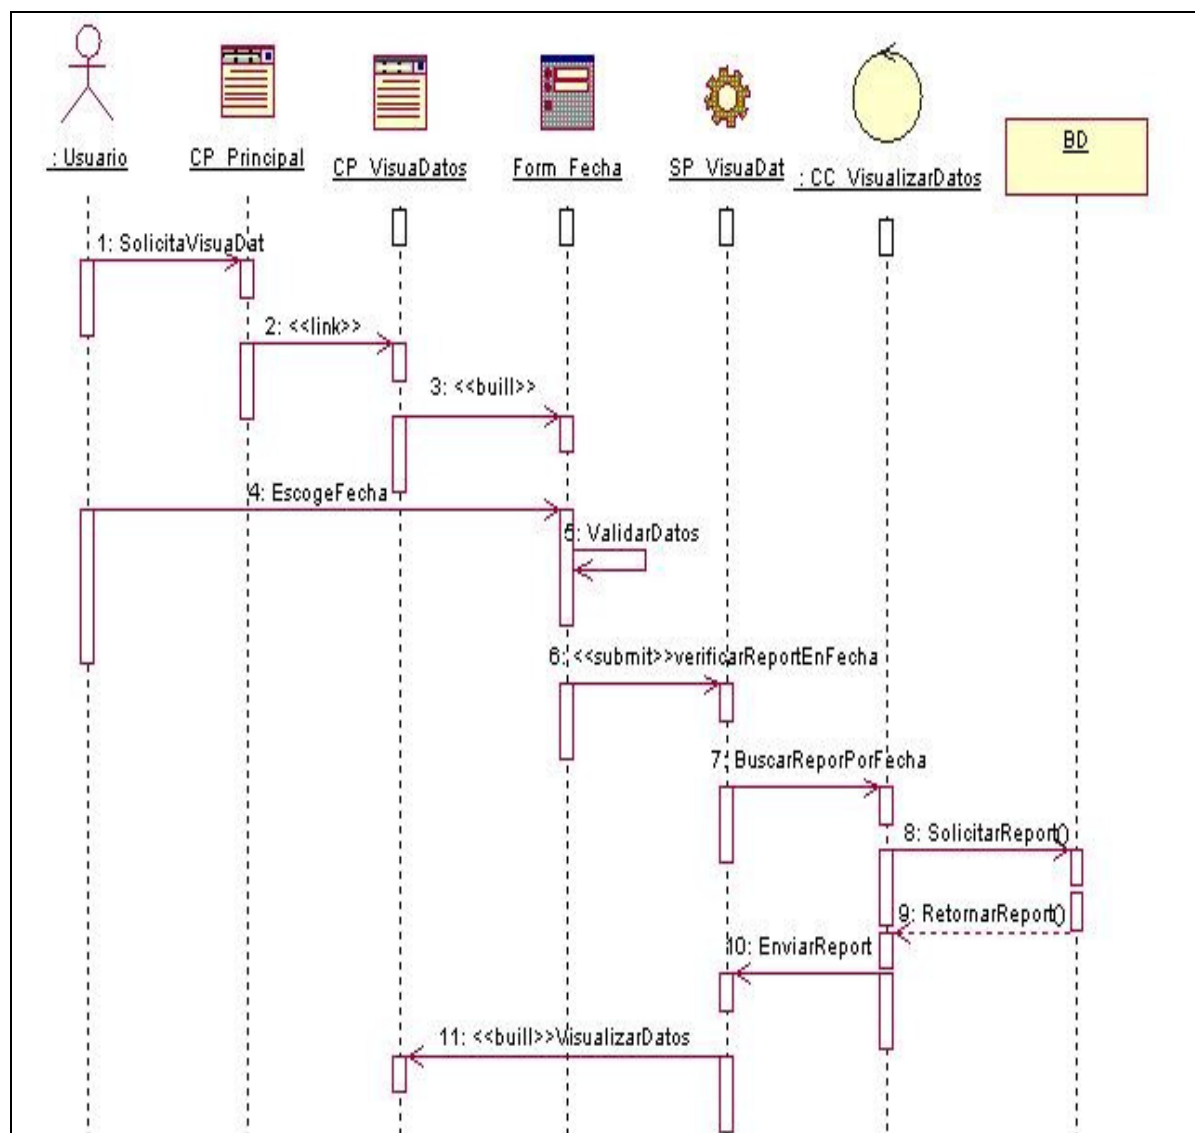 : Usuario
CP_Principal
CP_VisuaDatos
Form_Fecha
SP_VisuaDat
: CC_VisualizarDatos
BD
1: SolicitaVisuaDat
2: <<link>>
3: <<buill>>
4: EscogeFecha
5: ValidarDatos
6: <<submit>>verificarReportEnFecha
7: BuscarReporPorFecha
8: SolicitarReport()
9: RetornarReport()
10: EnviarReport
11: <<buill>>VisualizarDatos